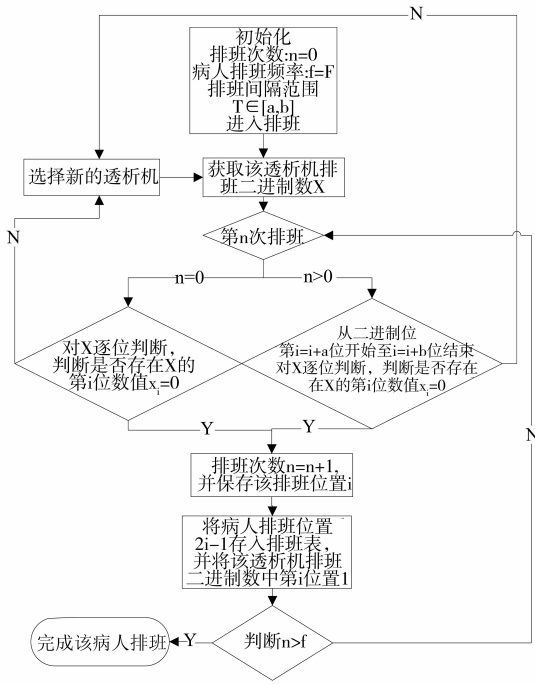 N
初始化
排班次数:n=0
病人排班频率:f=F
排班间隔范围
T∈[a,b]
进入排班
选择新的透析机
获取该透析机排
班二进制数X
N
第n次排班
n=0
n>0
对X逐位判断，
判断是否存在X的
第i位数值xi=0
从二进制位
第i=i+a位开始至i=i+b位结束
对X逐位判断，判断是否存在
在X的第i位数值xi=0
Y
Y
N
排班次数n=n+1,
并保存该排班位置i
将病人排班位置
2i-1存入排班表，
并将该透析机排班
二进制数中第i位置1
判断n>f
Y
完成该病人排班